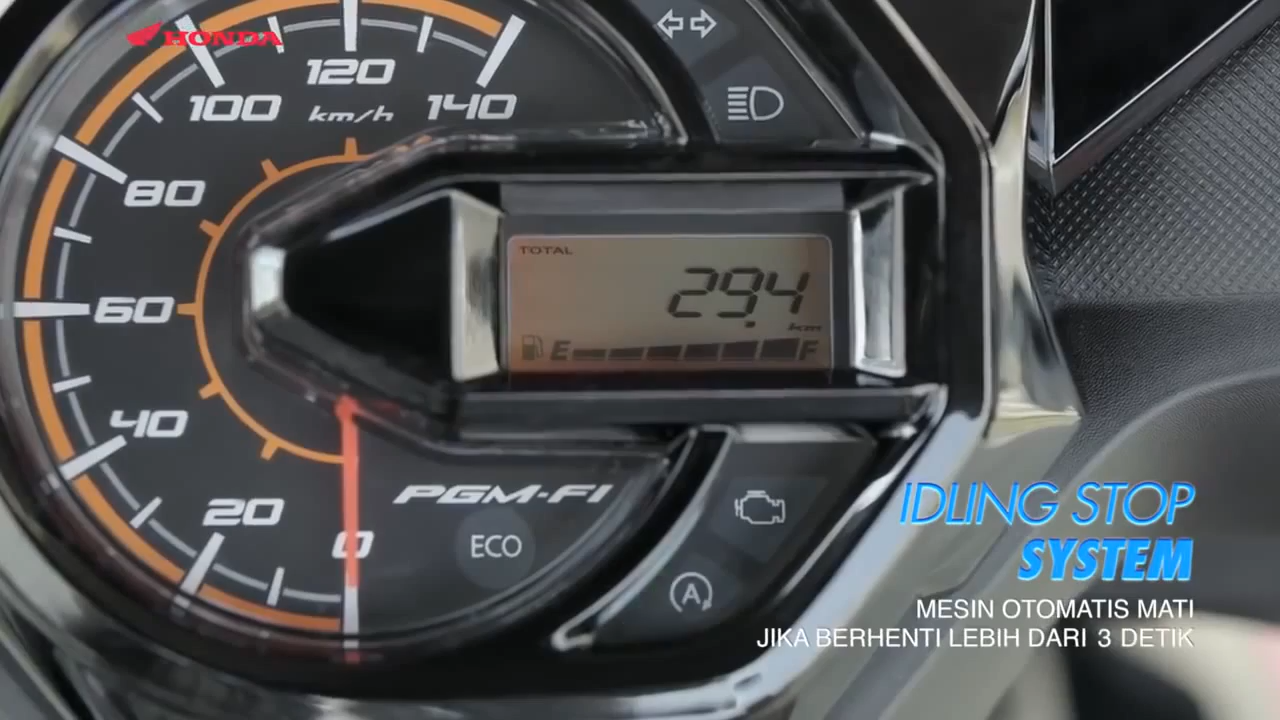 HONDA
120
100 km/h 140
80
60
40
20
0
TOTAL
29.4
km
E F
PGM-FI
ECO
A
IDLING STOP
SYSTEM
MESIN OTOMATIS MATI
JIKA BERHENTI LEBIH DARI 3 DETIK